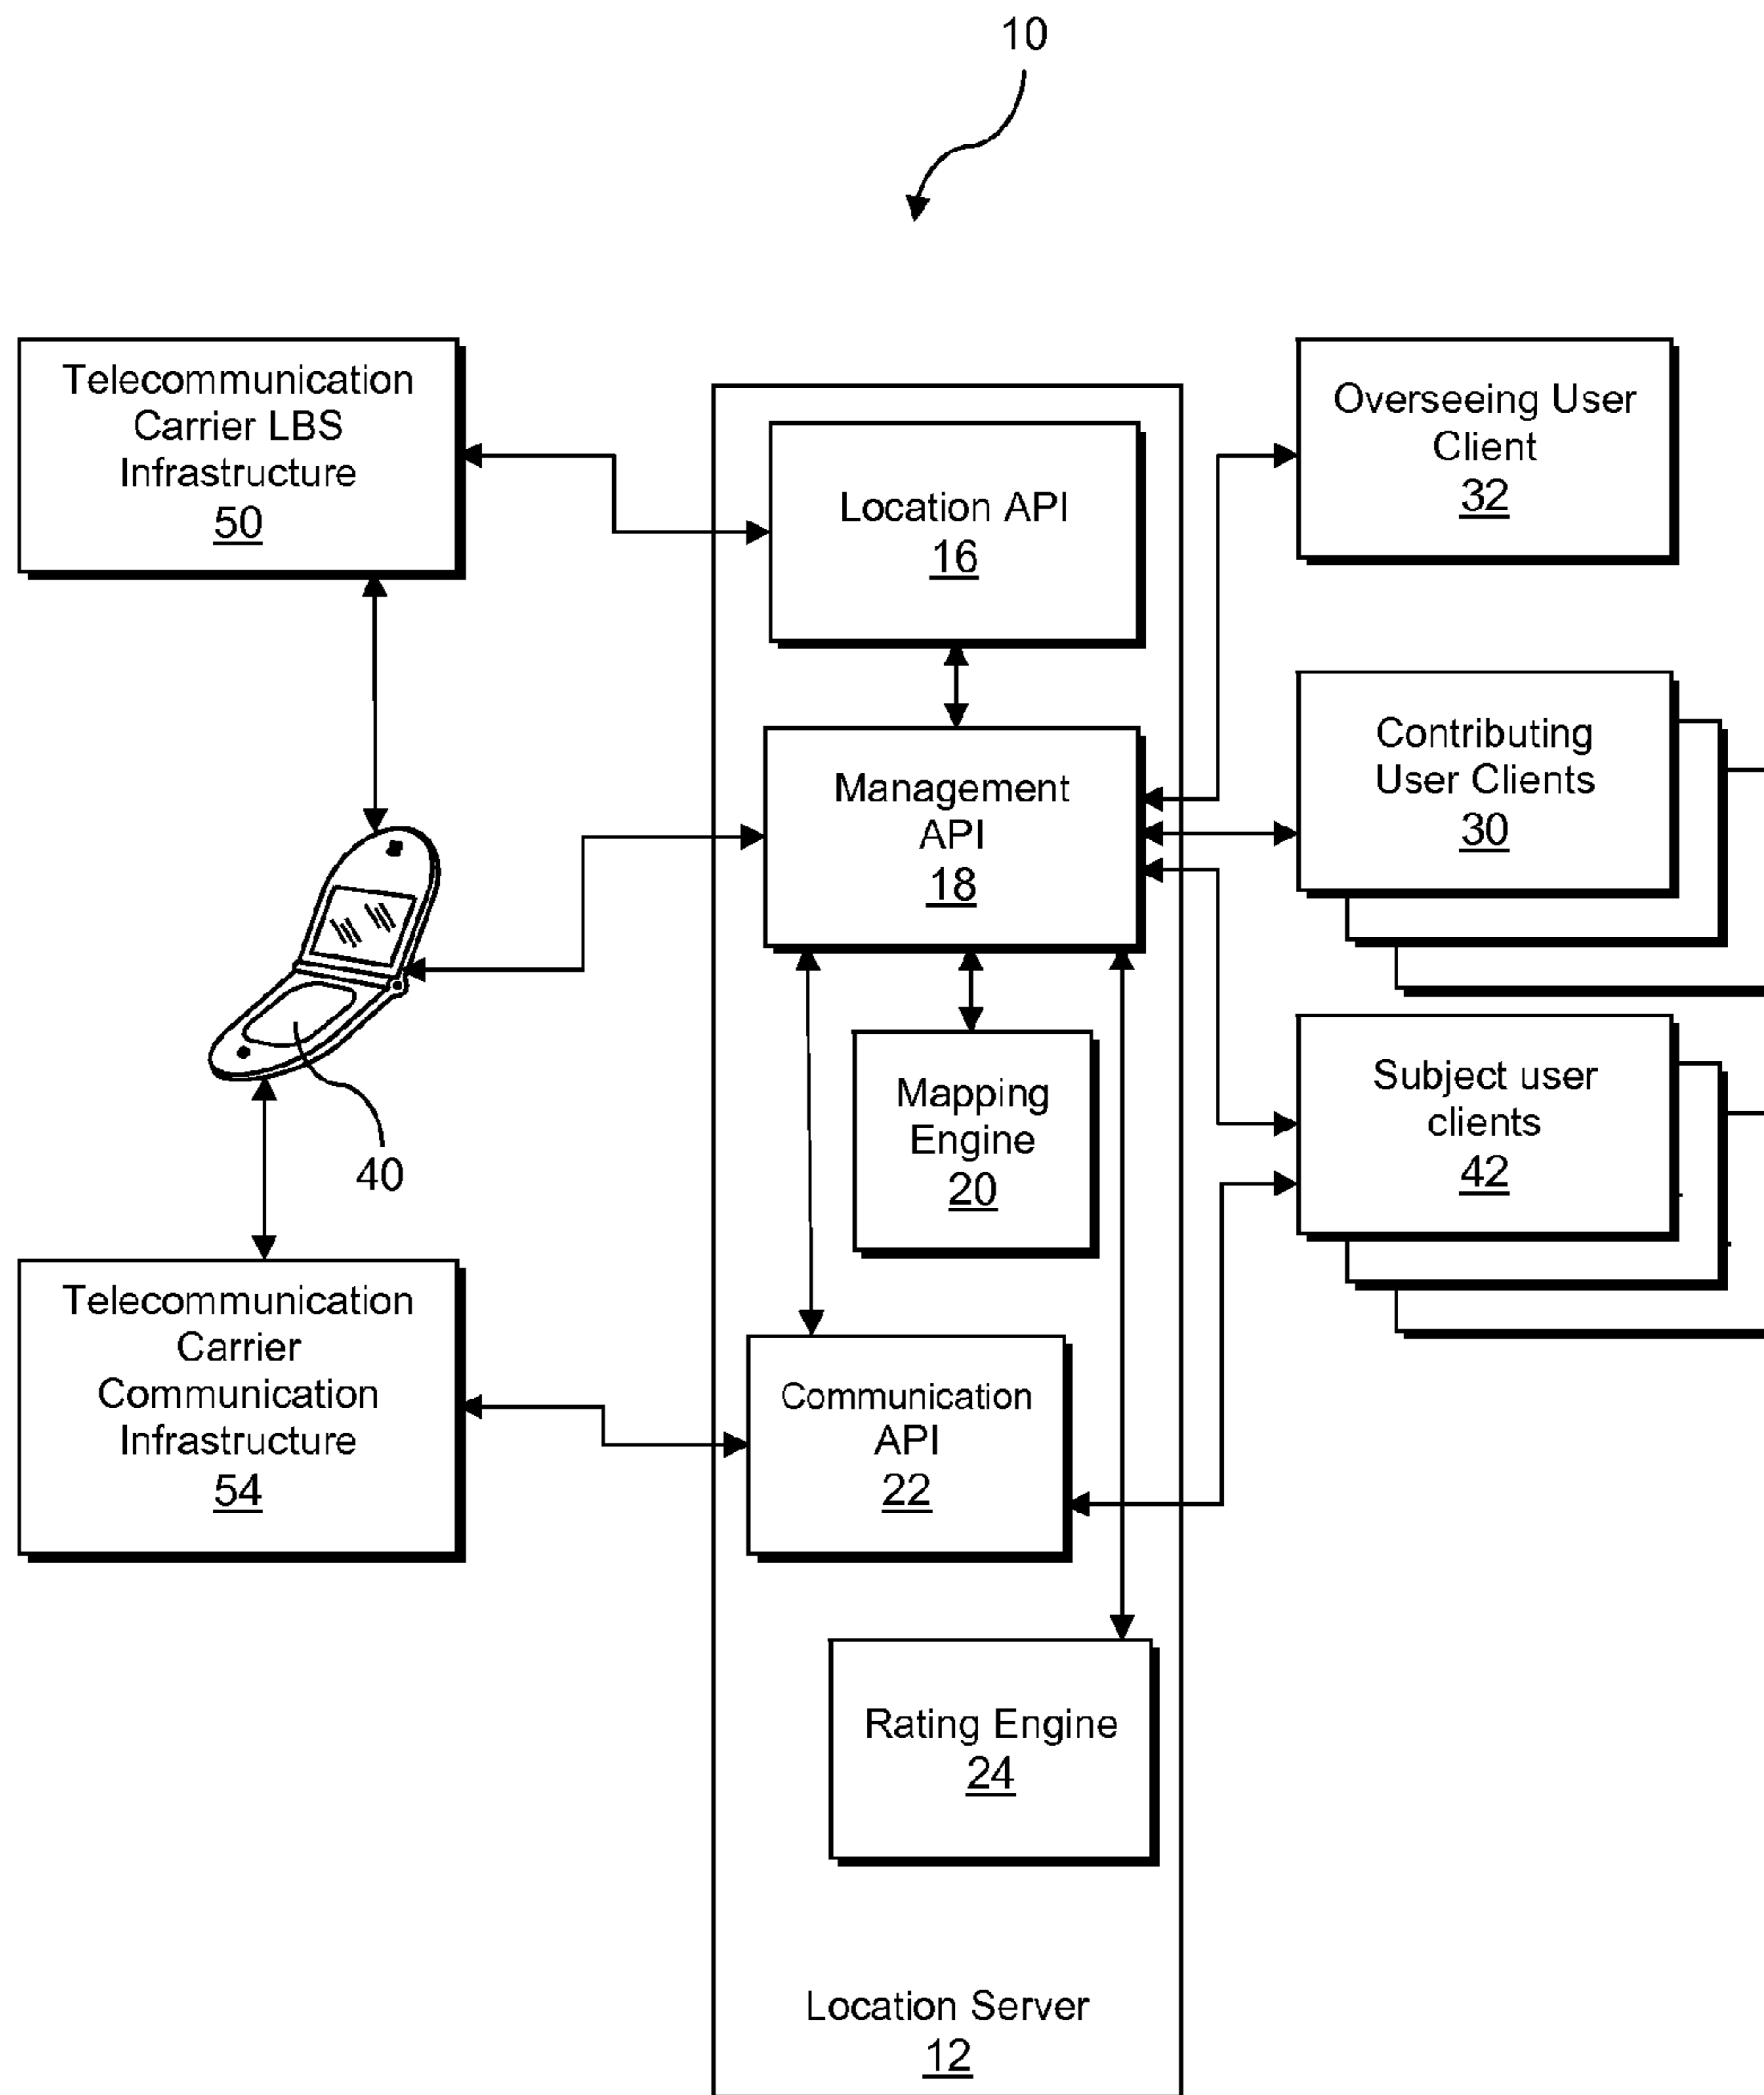 10
Telecommunication
Carrier LBS
Infrastructure
50
Location API
16
Overseeing User
Client
32
Management
API
18
Contributing
User Clients
30
Mapping
Engine
20
Subject user
clients
42
40
Telecommunication
Carrier
Communication
Infrastructure
54
Communication
API
22
Rating Engine
24
Location Server
12